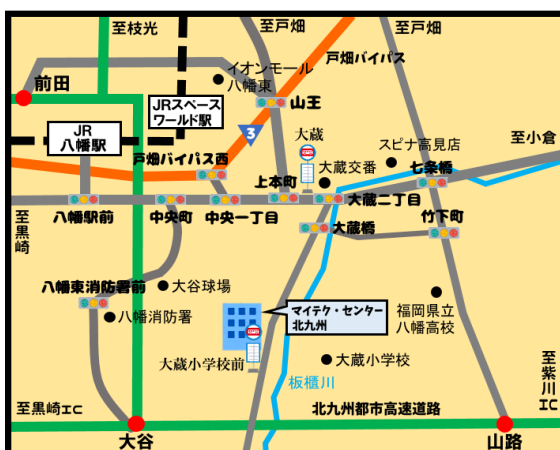 至枝光
至戸畑
至戸畑
戸畑バイパス
イオンモール
八幡東
前田
JRスペース
ワールド駅
山王
3
JR
八幡駅
大蔵
スピナ高見店
至小倉
戸畑バイパス西
大蔵交番
七条橋
上本町
至黒崎
八幡駅前
中央町
中央一丁目
大蔵二丁目
大蔵橋
竹下町
八幡東消防署前
大谷球場
八幡消防署
マイテク・センター
北九州
福岡県立
八幡高校
大蔵小学校前
大蔵小学校
板櫃川
至紫川IC
至黒崎IC
北九州都市高速道路
大谷
山路